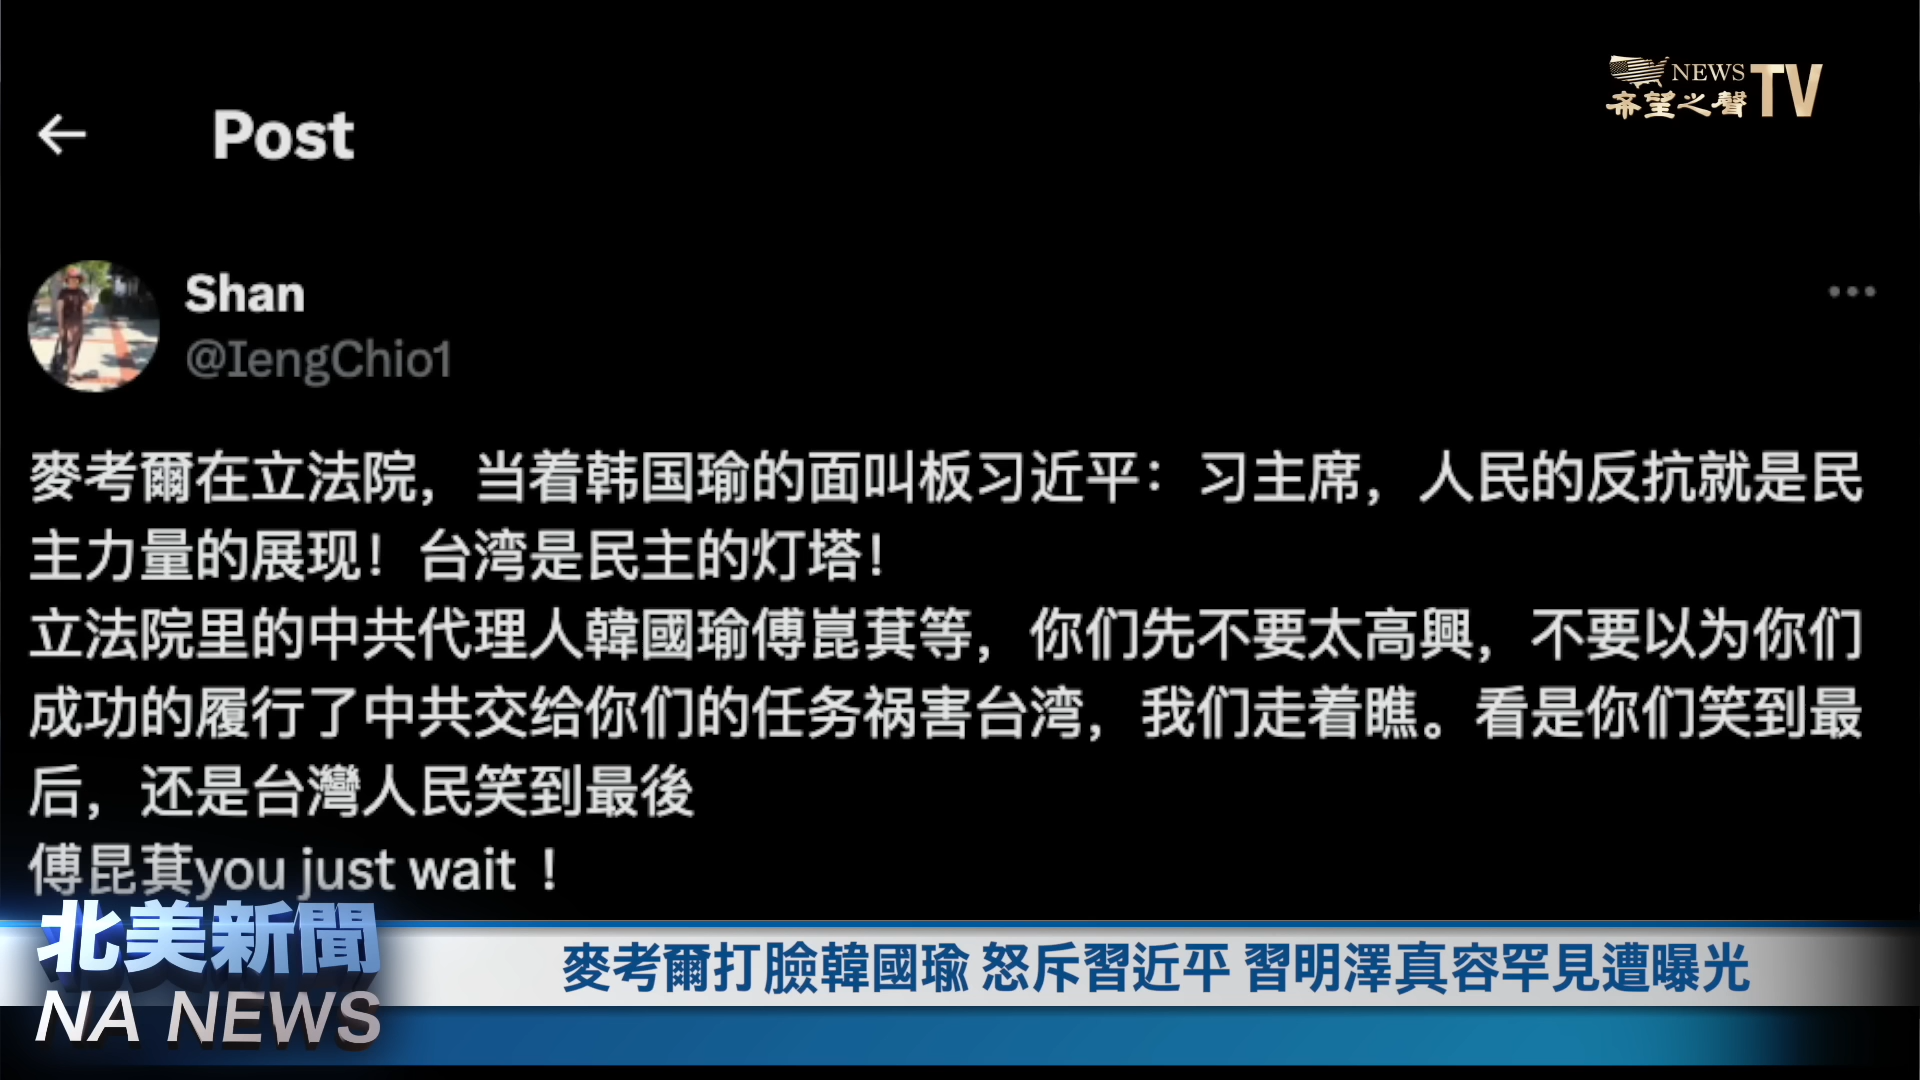 NEWS
希望之聲TV
Post
Shan
@IengChio1
麥考爾在立法院，当着韩国瑜的面叫板习近平：习主席，人民的反抗就是民
主力量的展现！台湾是民主的灯塔！
立法院里的中共代理人韓國瑜傅崑萁等，你们先不要太高興，不要以为你们
成功的履行了中共交给你们的任务祸害台湾，我们走着瞧。看是你们笑到最
后，还是台灣人民笑到最後
傅昆萁you just wait！
北美新聞
NA NEWS
麥考爾打臉韓國瑜 怒斥習近平 習明澤真容罕見遭曝光